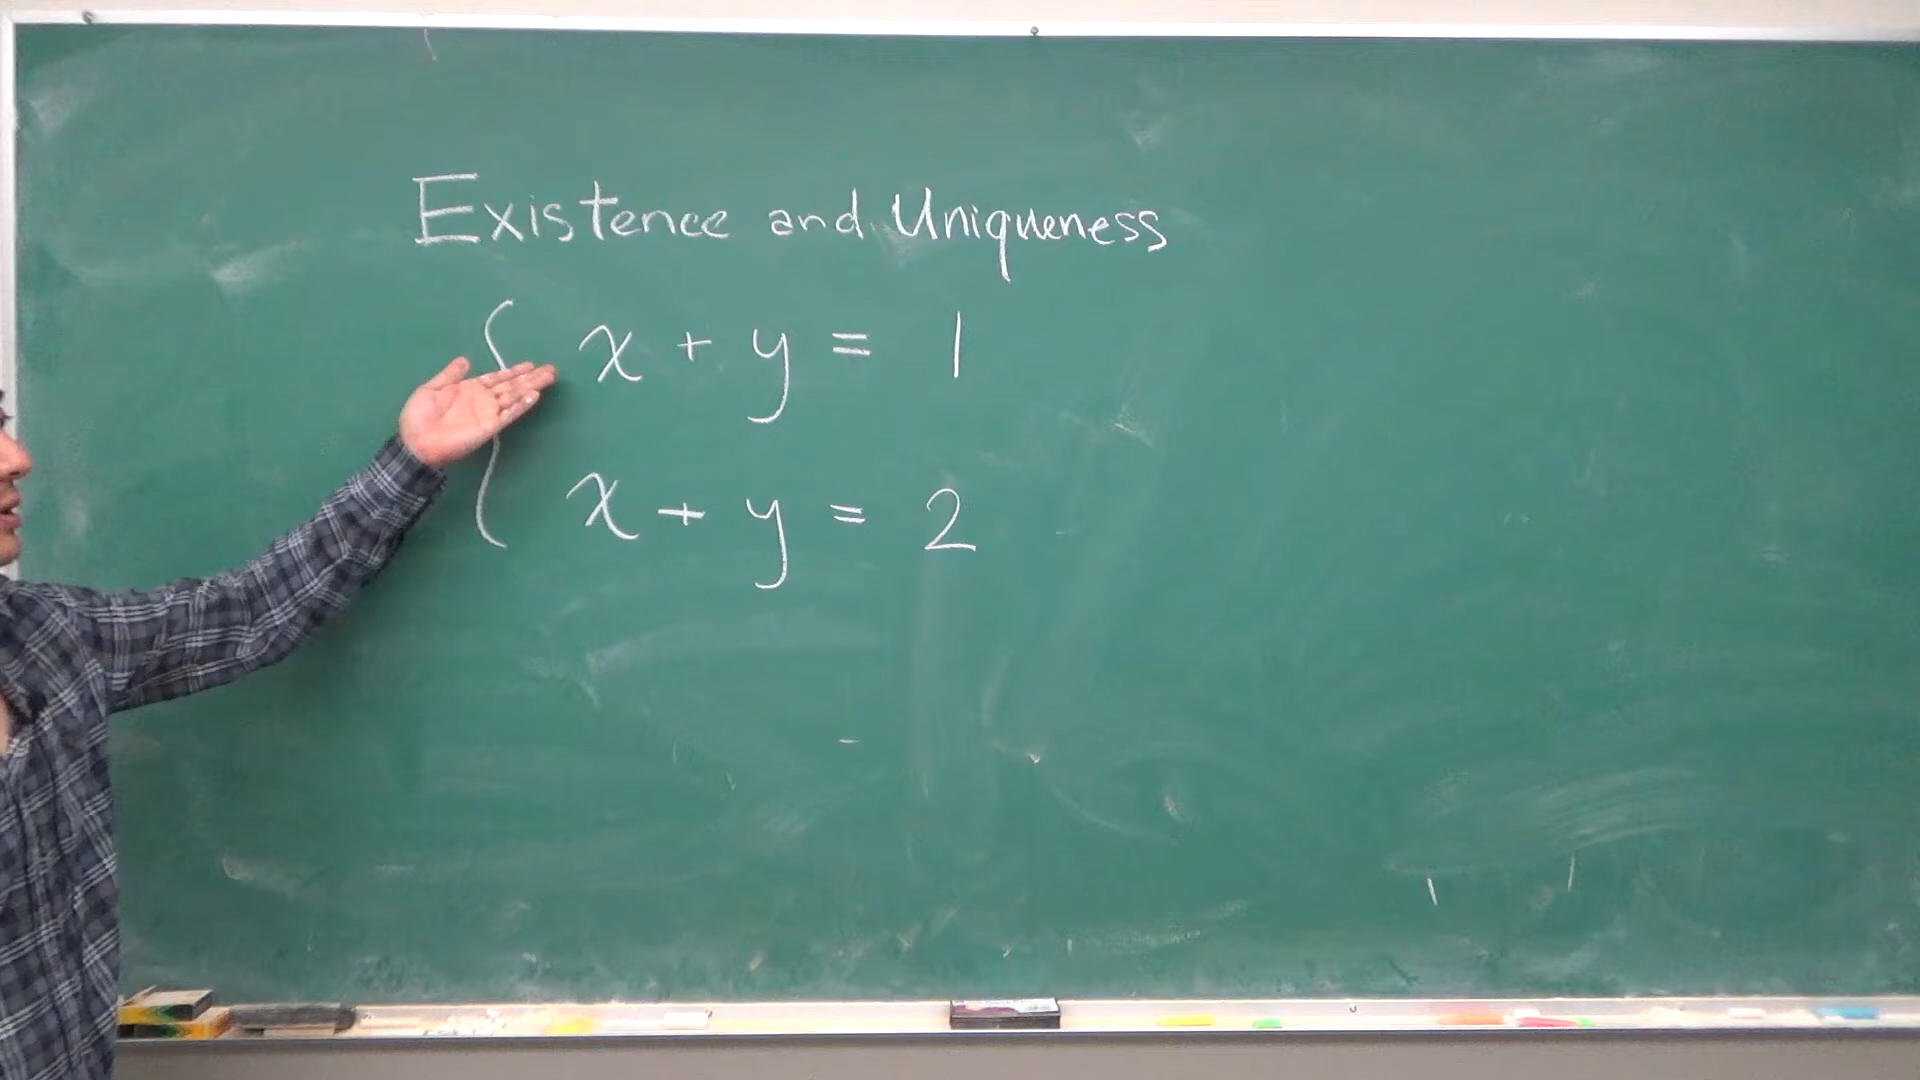 Existence and Uniqueness
x + y = 1
x + y = 2